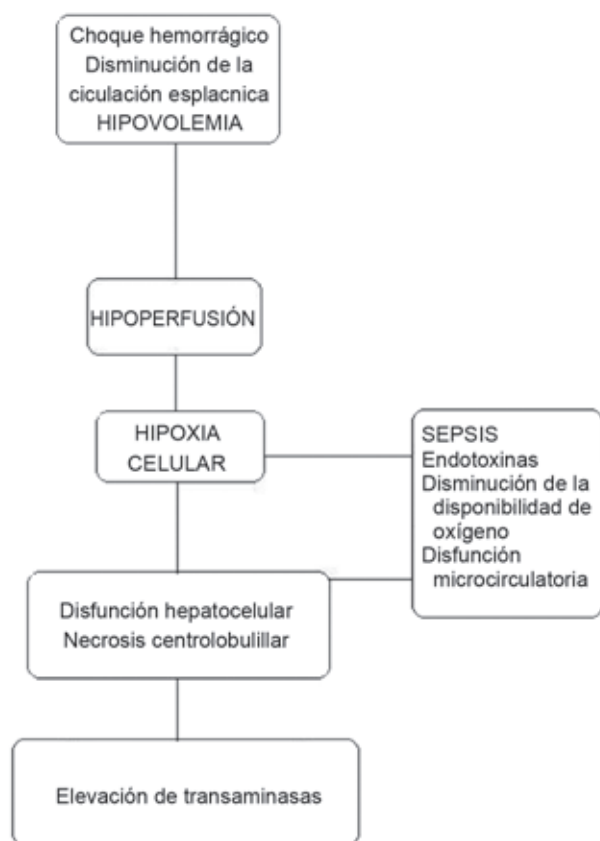 Choque hemorrágico
Disminución de la
ciculación esplacnica
HIPOVOLEMIA
HIPOPERFUSIÓN
HIPOXIA
CELULAR
SEPSIS
Endotoxinas
Disminución de la
disponibilidad de
oxígeno
Disfunción
microcirculatoria
Disfunción hepatocelular
Necrosis centrolobulillar
Elevación de transaminasas